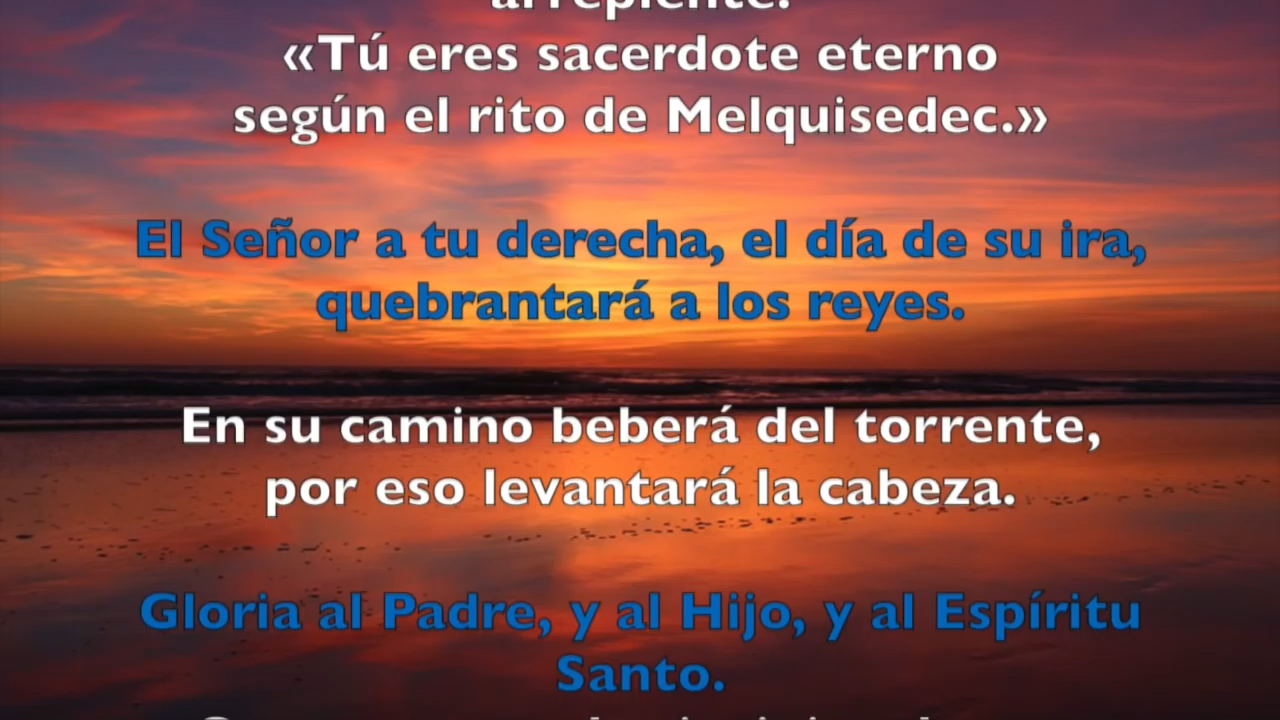 arrepiente:
«Tú eres sacerdote eterno
según el rito de Melquisedec.»
El Señor a tu derecha, el día de su ira,
quebrantará a los reyes.
En su camino beberá del torrente,
por eso levantará la cabeza.
Gloria al Padre, y al Hijo, y al Espíritu
Santo.